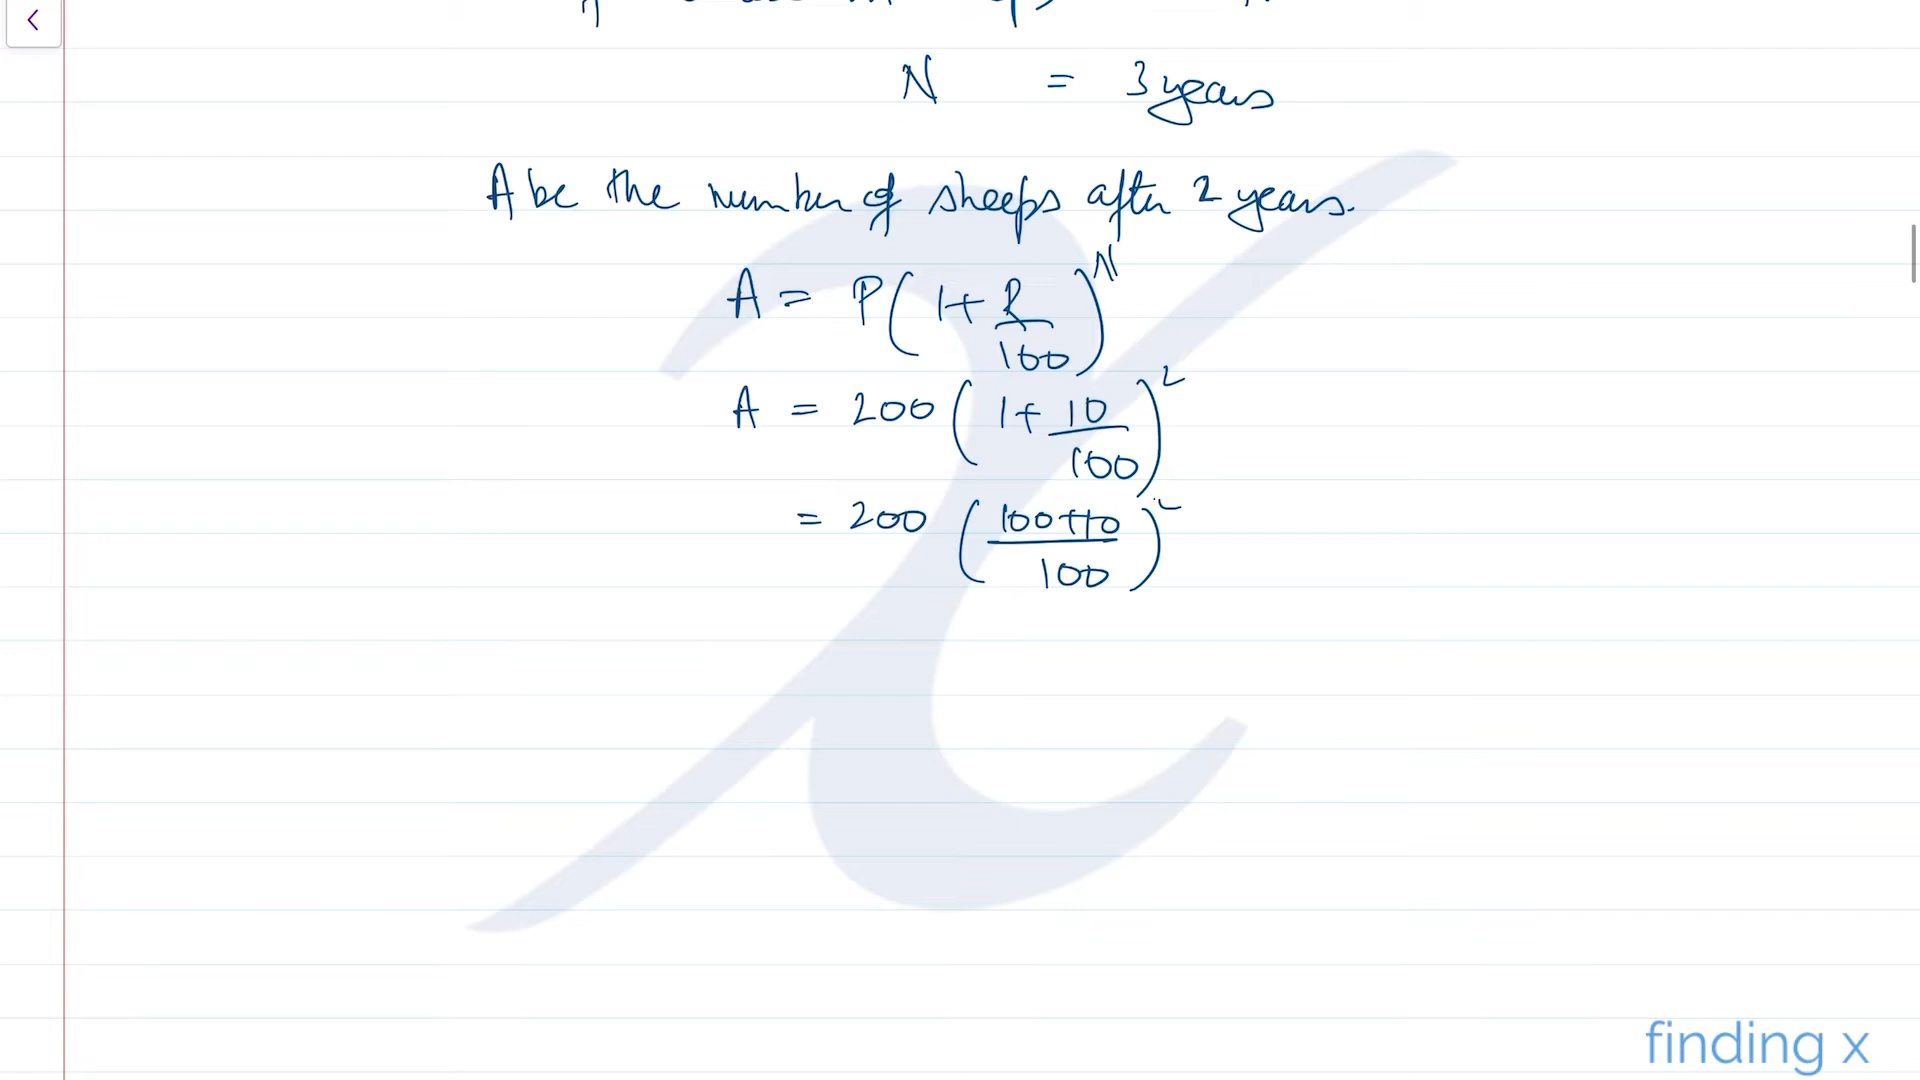 N = 3 years
A be the number of sheeps after 2 years.
A = P(1+R/100)^N
A = 200(1+10/100)^2
= 200(100+10/100)^2
finding x